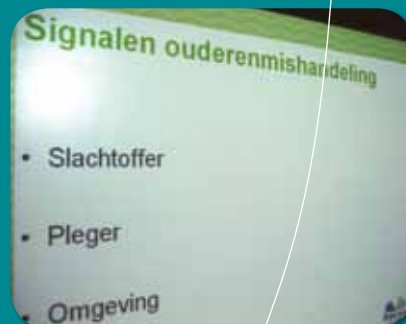 Signalen ouderenmishandeling
• Slachtoffer
• Pleger
• Omgeving